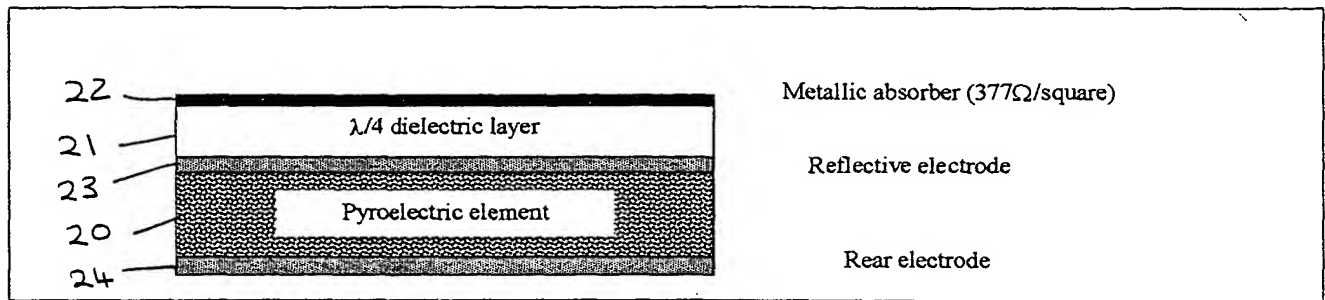 22
Metallic absorber (377Ω/square)
λ/4 dielectric layer
21
Reflective electrode
23
Pyroelectric element
20
Rear electrode
24